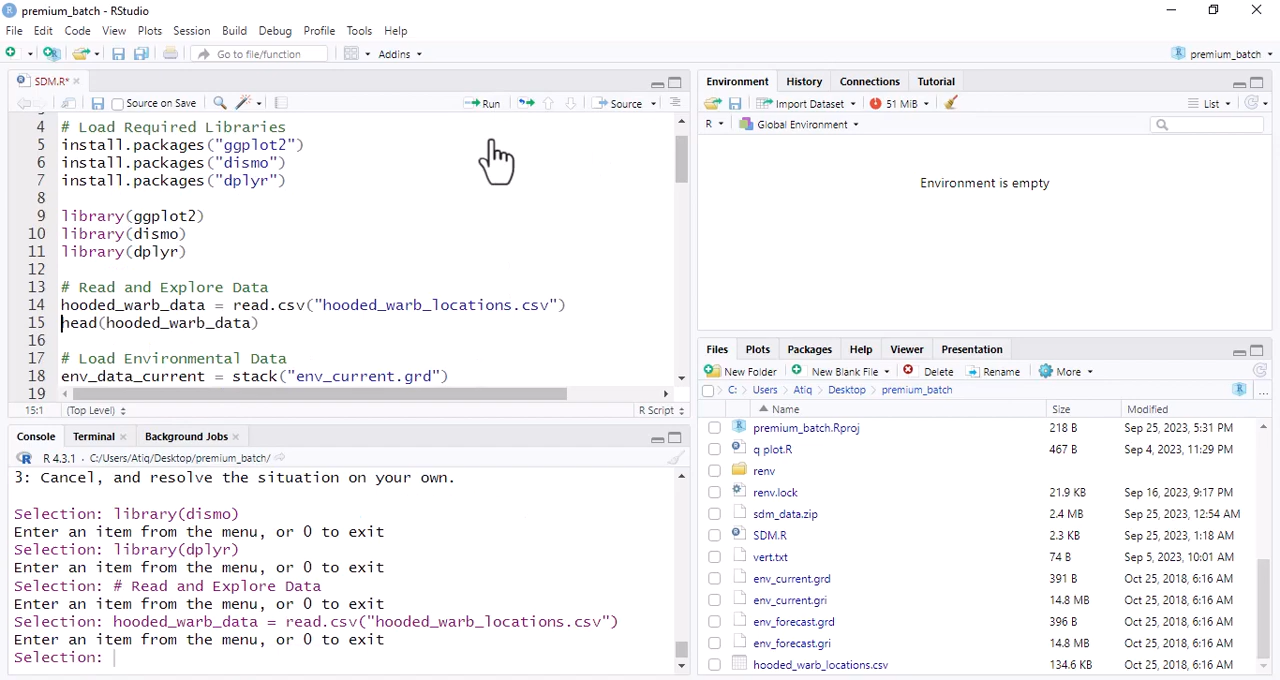 premium_batch - RStudio
File Edit Code View Plots Session Build Debug Profile Tools Help
Go to file/function Addins premium_batch
SDM.R*
Source on Save Run Source
4 # Load Required Libraries
5 install.packages("ggplot2")
6 install.packages("dismo")
7 install.packages("dplyr")
8
9 library(ggplot2)
10 library(dismo)
11 library(dplyr)
12
13 # Read and Explore Data
14 hooded_warb_data = read.csv("hooded_warb_locations.csv")
15 head(hooded_warb_data)
16
17 # Load Environmental Data
18 env_data_current = stack("env_current.grd")
19
15:1 (Top Level) R Script
Console Terminal Background Jobs
R 4.3.1 · C:/Users/Atiq/Desktop/premium_batch/
3: Cancel, and resolve the situation on your own.
Selection: library(dismo)
Enter an item from the menu, or 0 to exit
Selection: library(dplyr)
Enter an item from the menu, or 0 to exit
Selection: # Read and Explore Data
Enter an item from the menu, or 0 to exit
Selection: hooded_warb_data = read.csv("hooded_warb_locations.csv")
Enter an item from the menu, or 0 to exit
Selection:
Environment History Connections Tutorial
Import Dataset 51 MiB List
R Global Environment
Environment is empty
Files Plots Packages Help Viewer Presentation
New Folder New Blank File Delete Rename More
C: Users Atiq Desktop premium_batch
Name Size Modified
premium_batch.Rproj 218 B Sep 25, 2023, 5:31 PM
q plot.R 467 B Sep 4, 2023, 11:29 PM
renv
renv.lock 21.9 KB Sep 16, 2023, 9:17 PM
sdm_data.zip 2.4 MB Sep 25, 2023, 12:54 AM
SDM.R 2.3 KB Sep 25, 2023, 1:18 AM
vert.txt 74 B Sep 5, 2023, 10:01 AM
env_current.grd 391 B Oct 25, 2018, 6:16 AM
env_current.gri 14.8 MB Oct 25, 2018, 6:16 AM
env_forecast.grd 396 B Oct 25, 2018, 6:16 AM
env_forecast.gri 14.8 MB Oct 25, 2018, 6:16 AM
hooded_warb_locations.csv 134.6 KB Oct 25, 2018, 6:16 AM